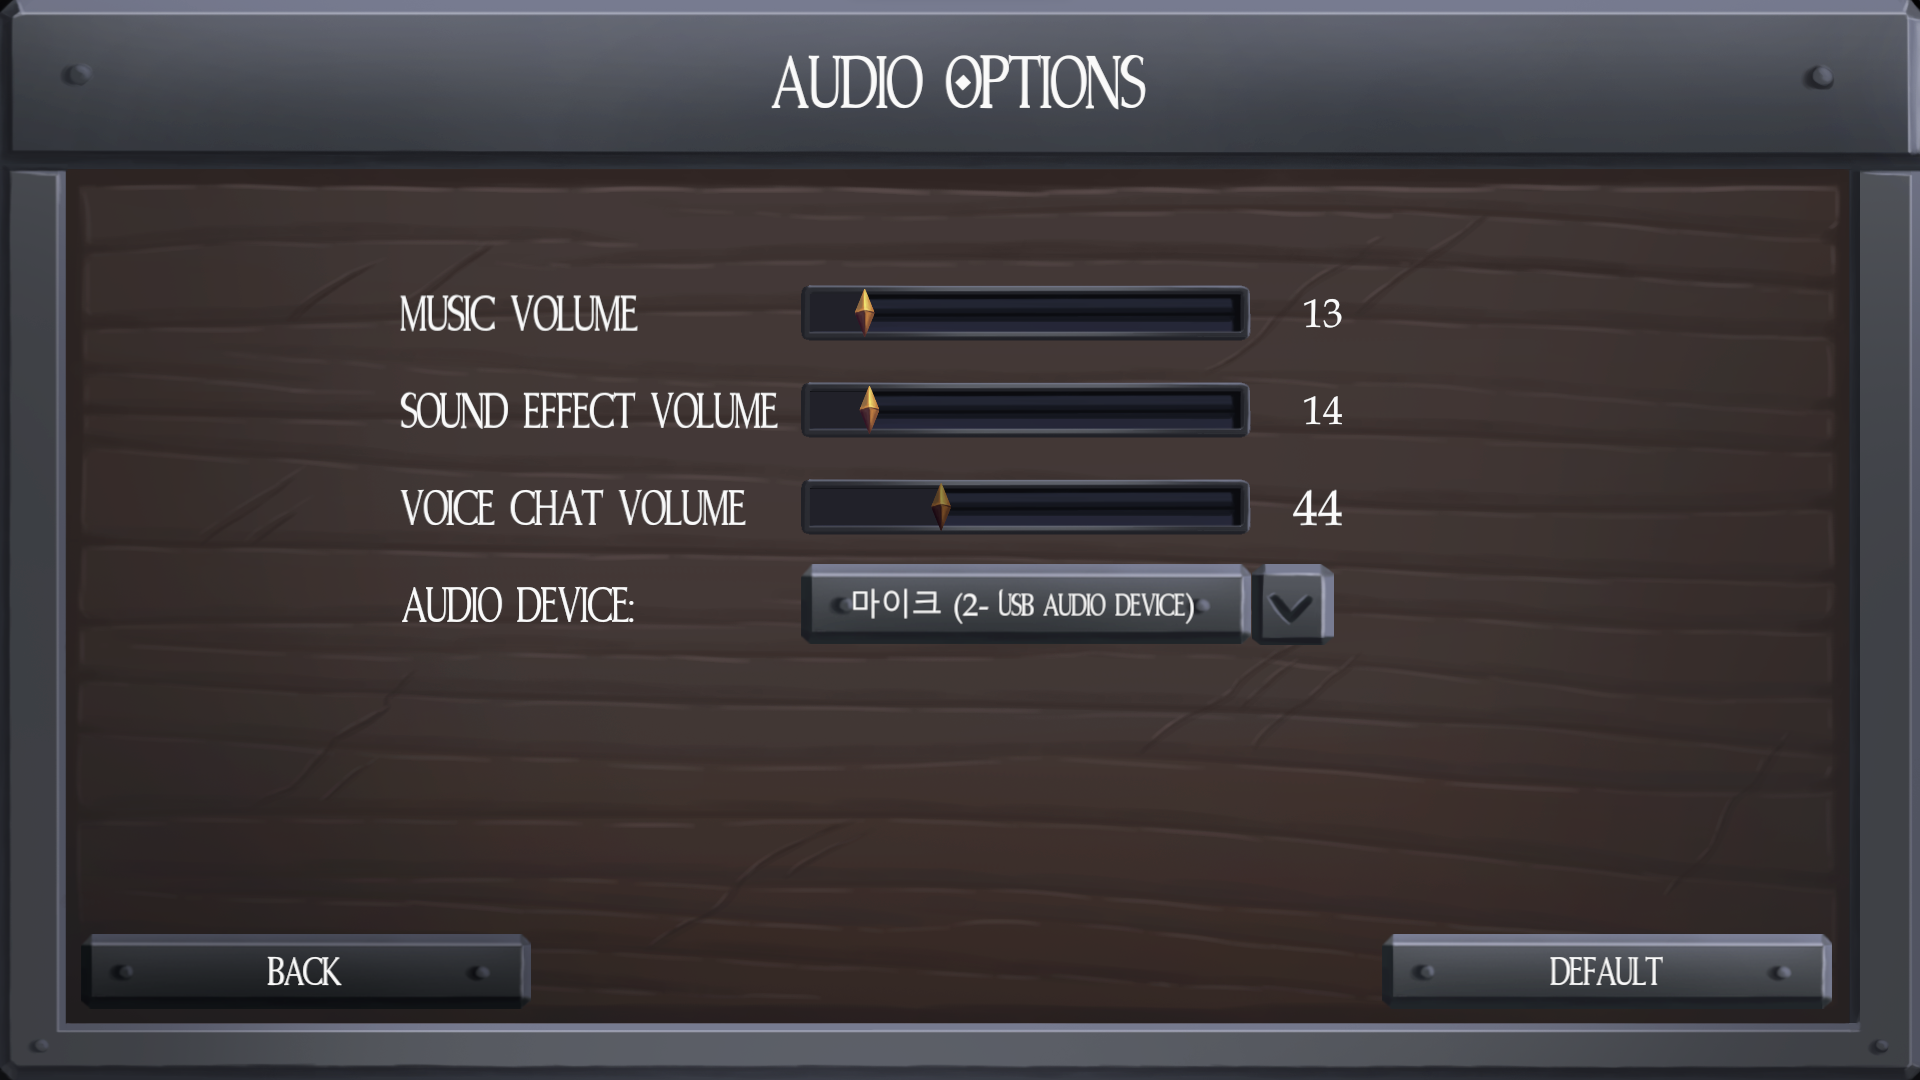 AUDIO OPTIONS
MUSIC VOLUME 13
SOUND EFFECT VOLUME 14
VOICE CHAT VOLUME 44
AUDIO DEVICE: 마이크 (2- USB AUDIO DEVICE)
BACK DEFAULT